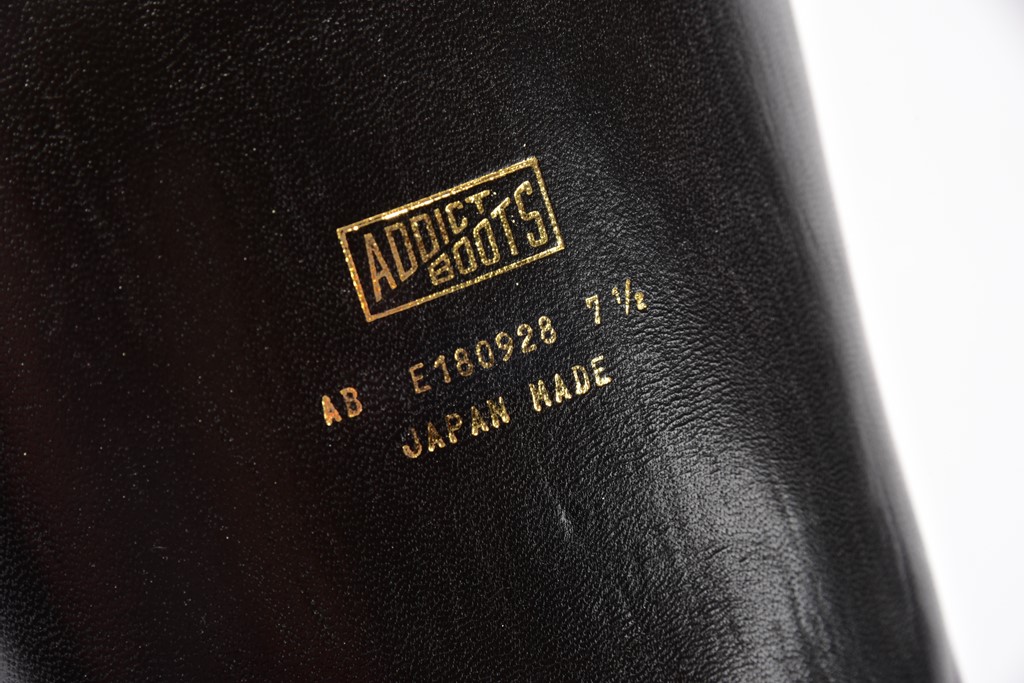 ADDICT
BOOTS
AB E180928 7 ½
JAPAN MADE